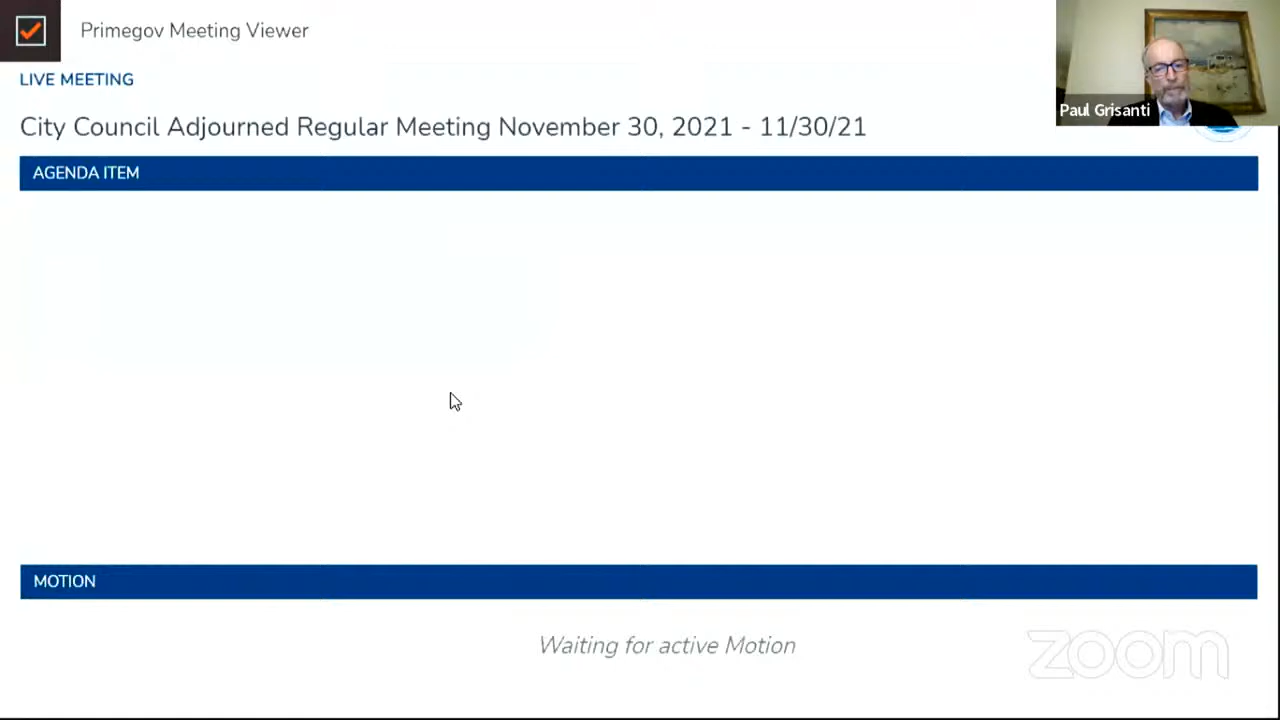 Primegov Meeting Viewer
Paul Grisanti
LIVE MEETING
City Council Adjourned Regular Meeting November 30, 2021 - 11/30/21
AGENDA ITEM
MOTION
Waiting for active Motion
zoom